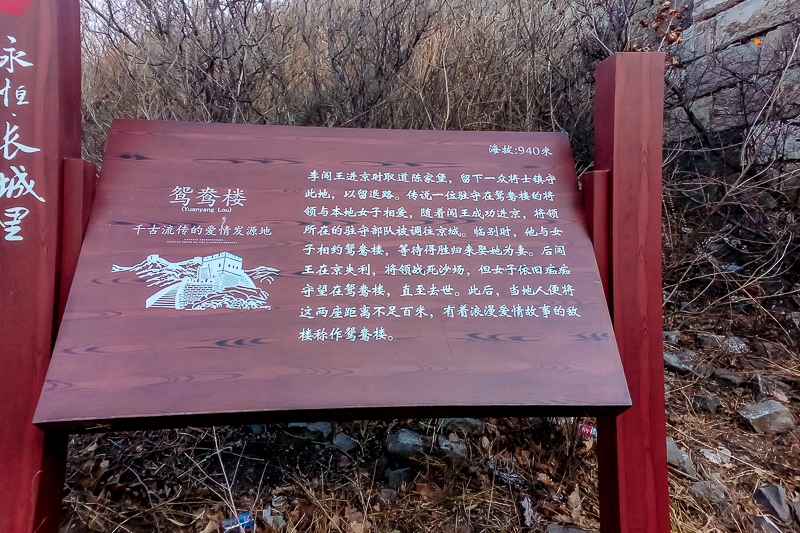 永恒·长城里
海拔:940米
鸳鸯楼
(Yuanyang Lou)
千古流传的爱情发源地
李闯王进京时取道陈家堡，留下一众将士镇守
此地，以留退路。传说一位驻守在鸳鸯楼的将
领与本地女子相爱，随着闯王成功进京，将领
所在的驻守部队被调往京城。临别时，他与女
子相约鸳鸯楼，等待得胜归来娶她为妻。后闯
王在京失利，将领战死沙场，但女子依旧痴痴
守望在鸳鸯楼，直至去世。此后，当地人便将
这两座距离不足百米，有着浪漫爱情故事的敌
楼称作鸳鸯楼。